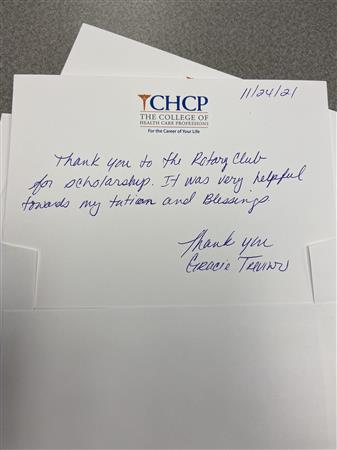 11/24/21
CHCP
THE COLLEGE OF
HEALTH CARE PROFESSIONS
For the Career of Your Life
Thank you to the Rotary Club
for scholarship. It was very helpful
towards my tution and Blessings.
Thank you
Gracie Trevino